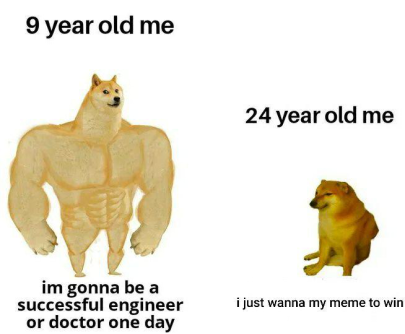 9 year old me
24 year old me
im gonna be a
successful engineer
or doctor one day
i just wanna my meme to win